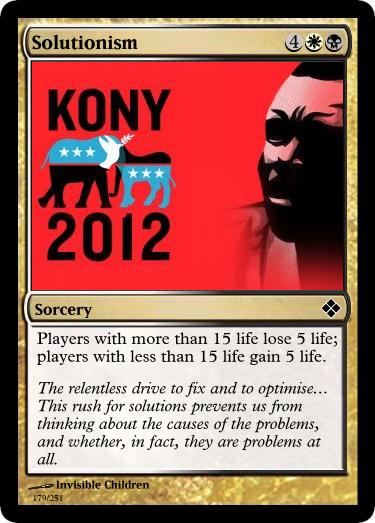 Solutionism 4
KONY
2012
Sorcery
Players with more than 15 life lose 5 life;
players with less than 15 life gain 5 life.
The relentless drive to fix and to optimise...
This rush for solutions prevents us from
thinking about the causes of the problems,
and whether, in fact, they are problems at
all.
Invisible Children
179/251